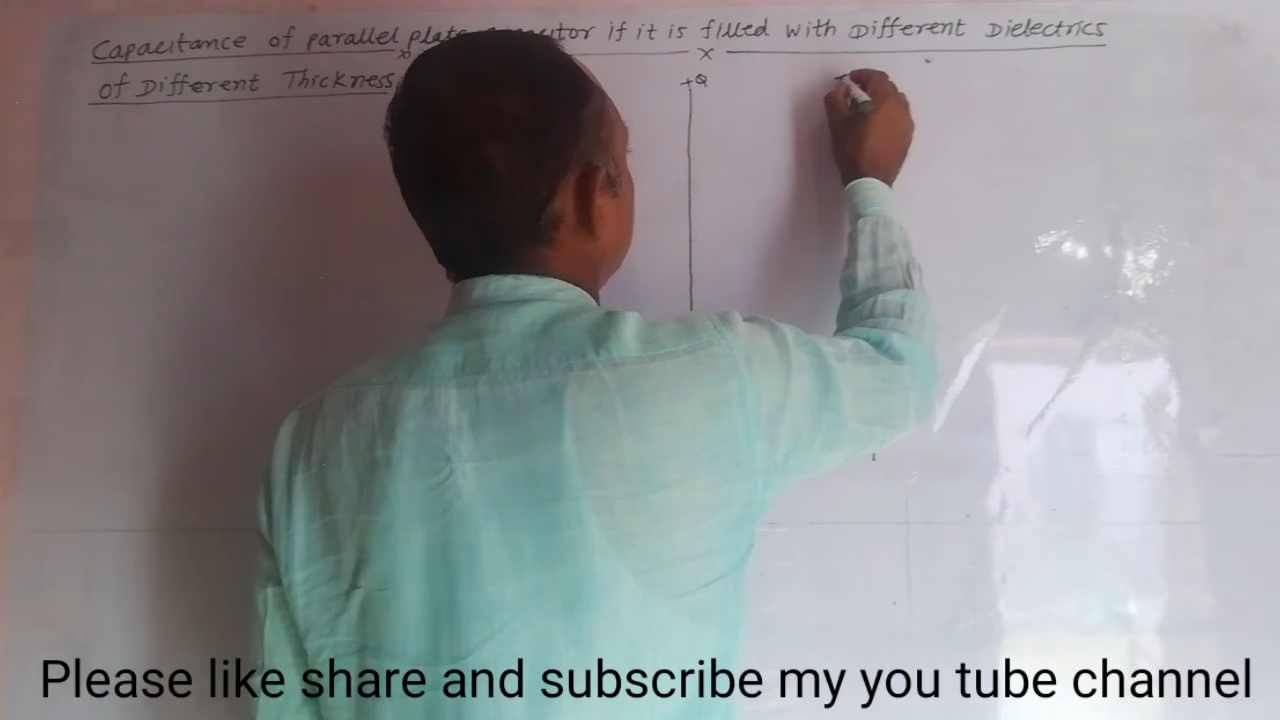 Capacitance of parallel plate if it is filled with Different Dielectrics
of Different Thickness
+Q
Please like share and subscribe my you tube channel